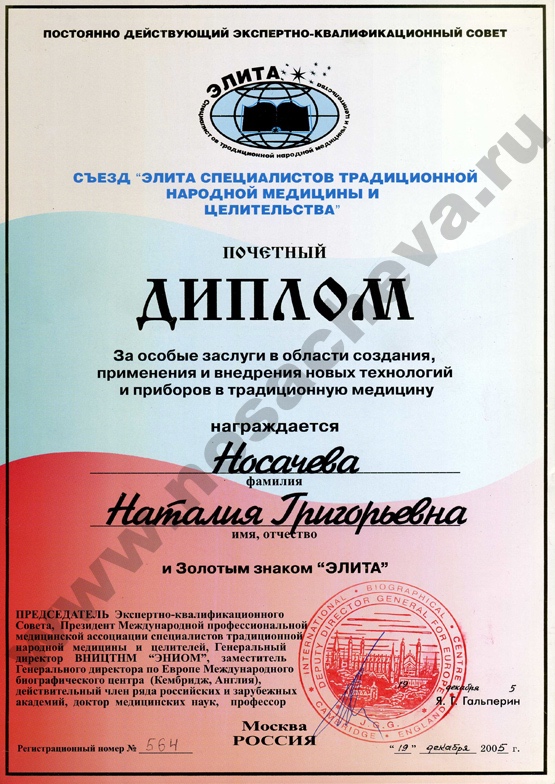 ПОСТОЯННО ДЕЙСТВУЮЩИЙ ЭКСПЕРТНО-КВАЛИФИКАЦИОННЫЙ СОВЕТ
ЭЛИТА
Специалистов традиционной народной медицины и целительства
СЪЕЗД "ЭЛИТА СПЕЦИАЛИСТОВ ТРАДИЦИОННОЙ
НАРОДНОЙ МЕДИЦИНЫ И
ЦЕЛИТЕЛЬСТВА"
ПОЧЕТНЫЙ
ДИПЛОМ
За особые заслуги в области создания,
применения и внедрения новых технологий
и приборов в традиционную медицину
награждается
Носачева
фамилия
Наталия Григорьевна
имя, отчество
и Золотым знаком "ЭЛИТА"
ПРЕДСЕДАТЕЛЬ Экспертно-квалификационного
Совета, Президент Международной профессиональной
медицинской ассоциации специалистов традиционной
народной медицины и целителей, Генеральный
директор ВНИЦТНМ "ЭНИОМ", заместитель
Генерального директора по Европе Международного
биографического центра (Кембридж, Англия),
действительный член ряда российских и зарубежных
академий, доктор медицинских наук, профессор
INTERNATIONAL BIOGRAPHICAL CENTRE
CAMBRIDGE ENGLAND
DEPUTY DIRECTOR GENERAL FOR EUROPE
J.G.G.
19 декабря 5
Я. Г. Гальперин
Москва
РОССИЯ
Регистрационный номер № 564
"19" декабря 2005 г)
www.nosacheva.ru